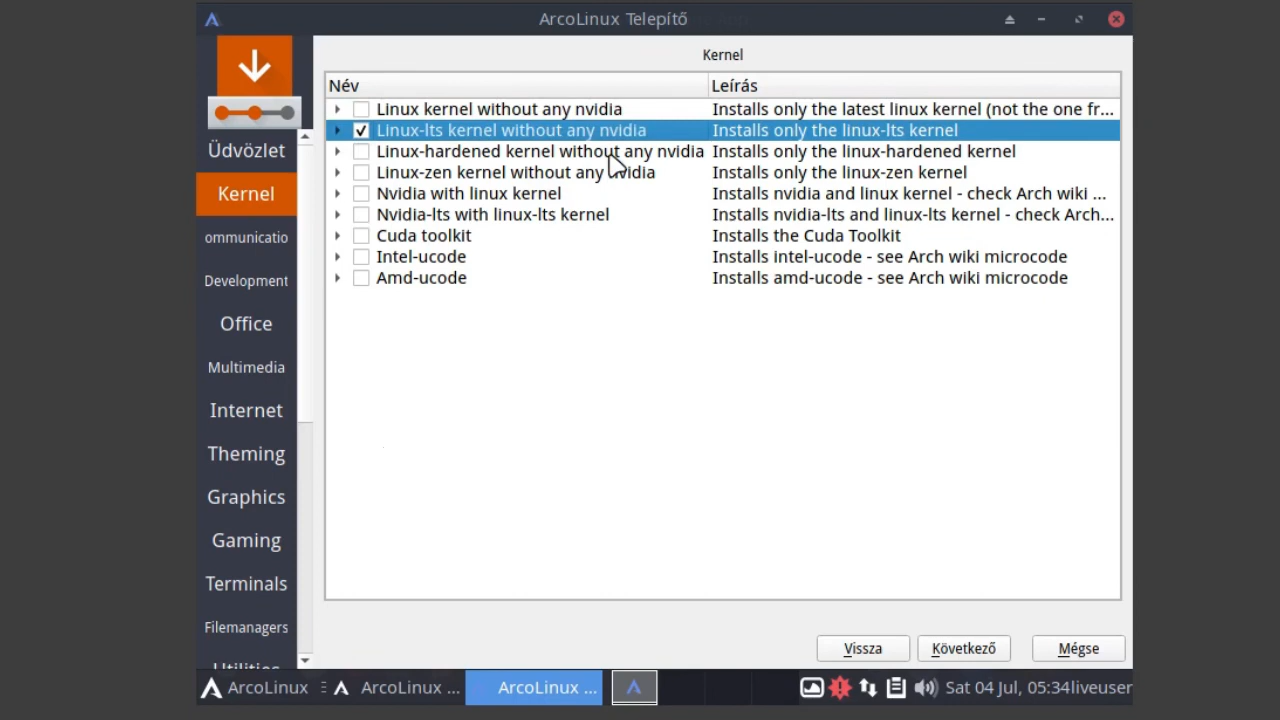 ArcoLinux Telepítő
Kernel
Név Leírás
Linux kernel without any nvidia Installs only the latest linux kernel (not the one fr...
Linux-lts kernel without any nvidia Installs only the linux-lts kernel
Linux-hardened kernel without any nvidia Installs only the linux-hardened kernel
Linux-zen kernel without any nvidia Installs only the linux-zen kernel
Nvidia with linux kernel Installs nvidia and linux kernel - check Arch wiki ...
Nvidia-lts with linux-lts kernel Installs nvidia-lts and linux-lts kernel - check Arch...
Cuda toolkit Installs the Cuda Toolkit
Intel-ucode Installs intel-ucode - see Arch wiki microcode
Amd-ucode Installs amd-ucode - see Arch wiki microcode
Üdvözlet
Kernel
ommunicatio
Development
Office
Multimedia
Internet
Theming
Graphics
Gaming
Terminals
Filemanagers
Utilities
Vissza Következő Mégse
ArcoLinux ArcoLinux ... ArcoLinux ... Sat 04 Jul, 05:34 liveuser